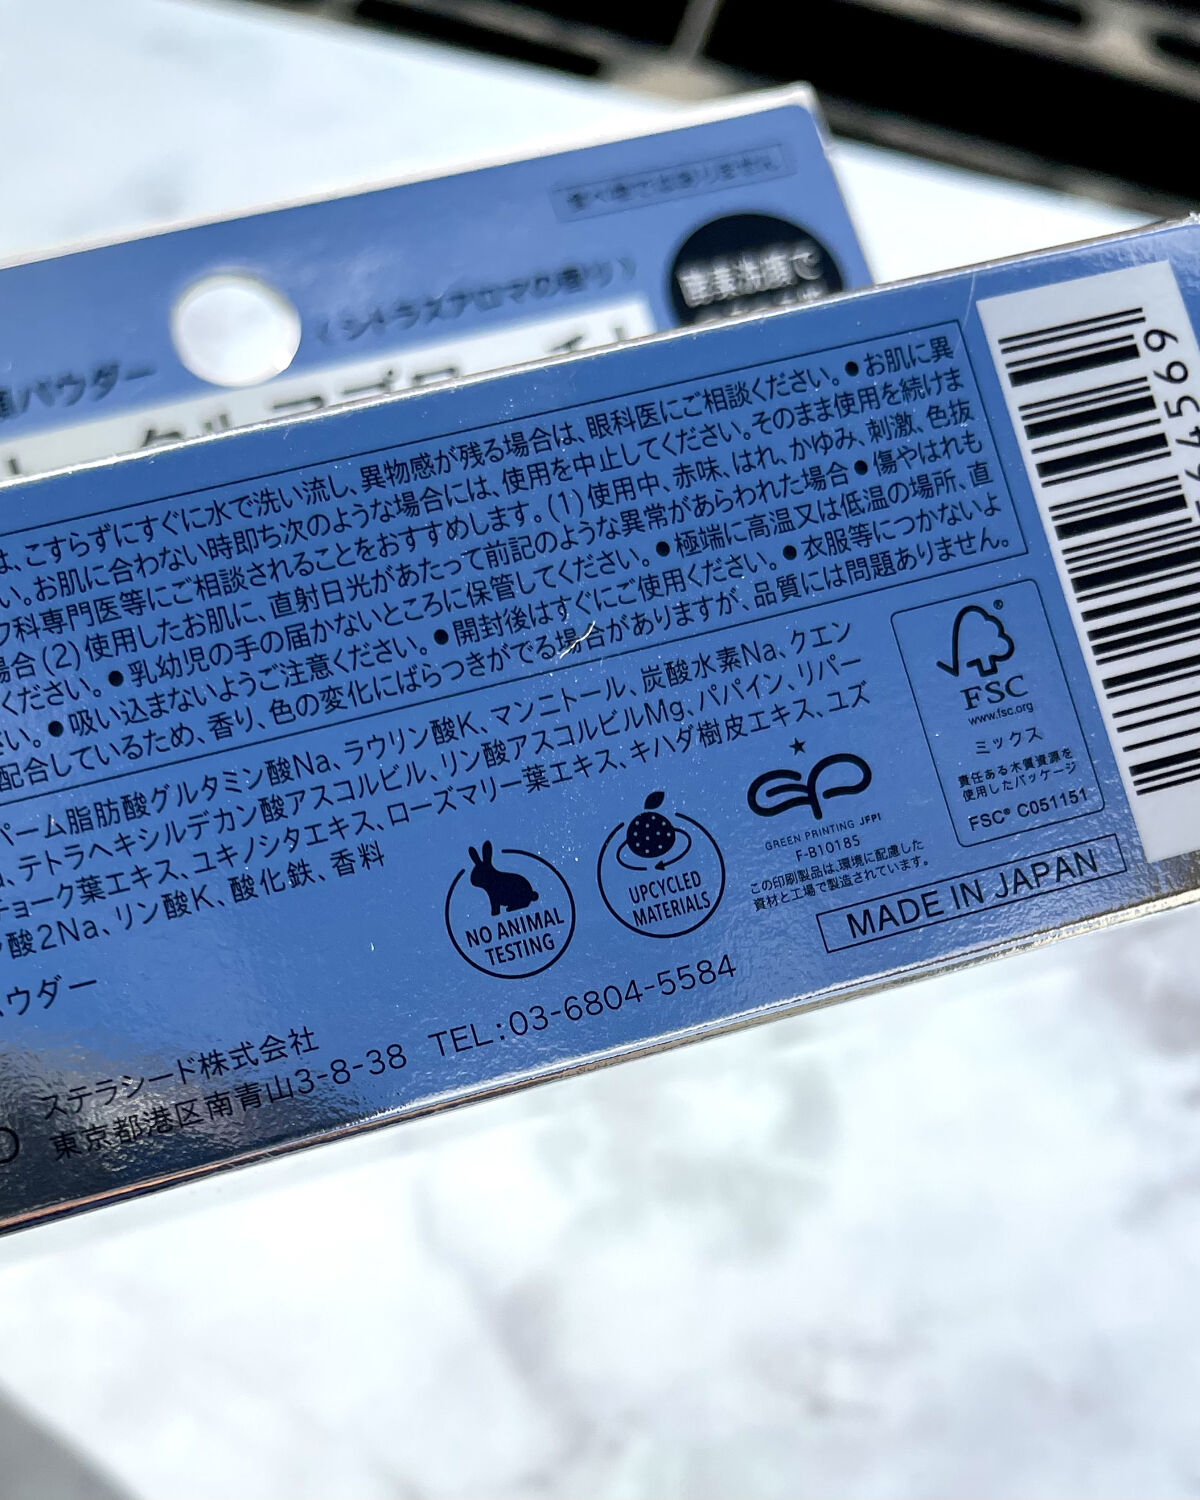 食べ物ではありません
酵素洗顔で
(シトラスアロマの香り)
パウダー
は、こすらずにすぐに水で洗い流し、異物感が残る場合は、眼科医にご相談ください。●お肌に異
い。お肌に合わない時即ち次のような場合には、使用を中止してください。そのまま使用を続けま
フ科専門医等にご相談されることをおすすめします。(1)使用中、赤味、はれ、かゆみ、刺激、色抜
場合(2)使用したお肌に、直射日光があたって前記のような異常があらわれた場合●傷やはれも
ください。●乳幼児の手の届かないところに保管してください。●極端に高温又は低温の場所、直
さい。●吸い込まないようご注意ください。●開封後はすぐにご使用ください。●衣服等につかないよ
配合しているため、香り、色の変化にばらつきがでる場合がありますが、品質には問題ありません。
パーム脂肪酸グルタミン酸Na、ラウリン酸K、マンニトール、炭酸水素Na、クエン
、テトラヘキシルデカン酸アスコルビル、リン酸アスコルビルMg、パパイン、リパー
チョーク葉エキス、ユキノシタエキス、ローズマリー葉エキス、キハダ樹皮エキス、ユズ
酸2Na、リン酸K、酸化鉄、香料
ウダー
NO ANIMAL
TESTING
UPCYCLED
MATERIALS
GREEN PRINTING JFPI
F-B10185
この印刷製品は、環境に配慮した
資材と工場で製造されています。
FSC
www.fsc.org
ミックス
責任ある木質資源を
使用したパッケージ
FSC® C051151
MADE IN JAPAN
ステラシード株式会社
東京都港区南青山3-8-38 TEL:03-6804-5584
64569